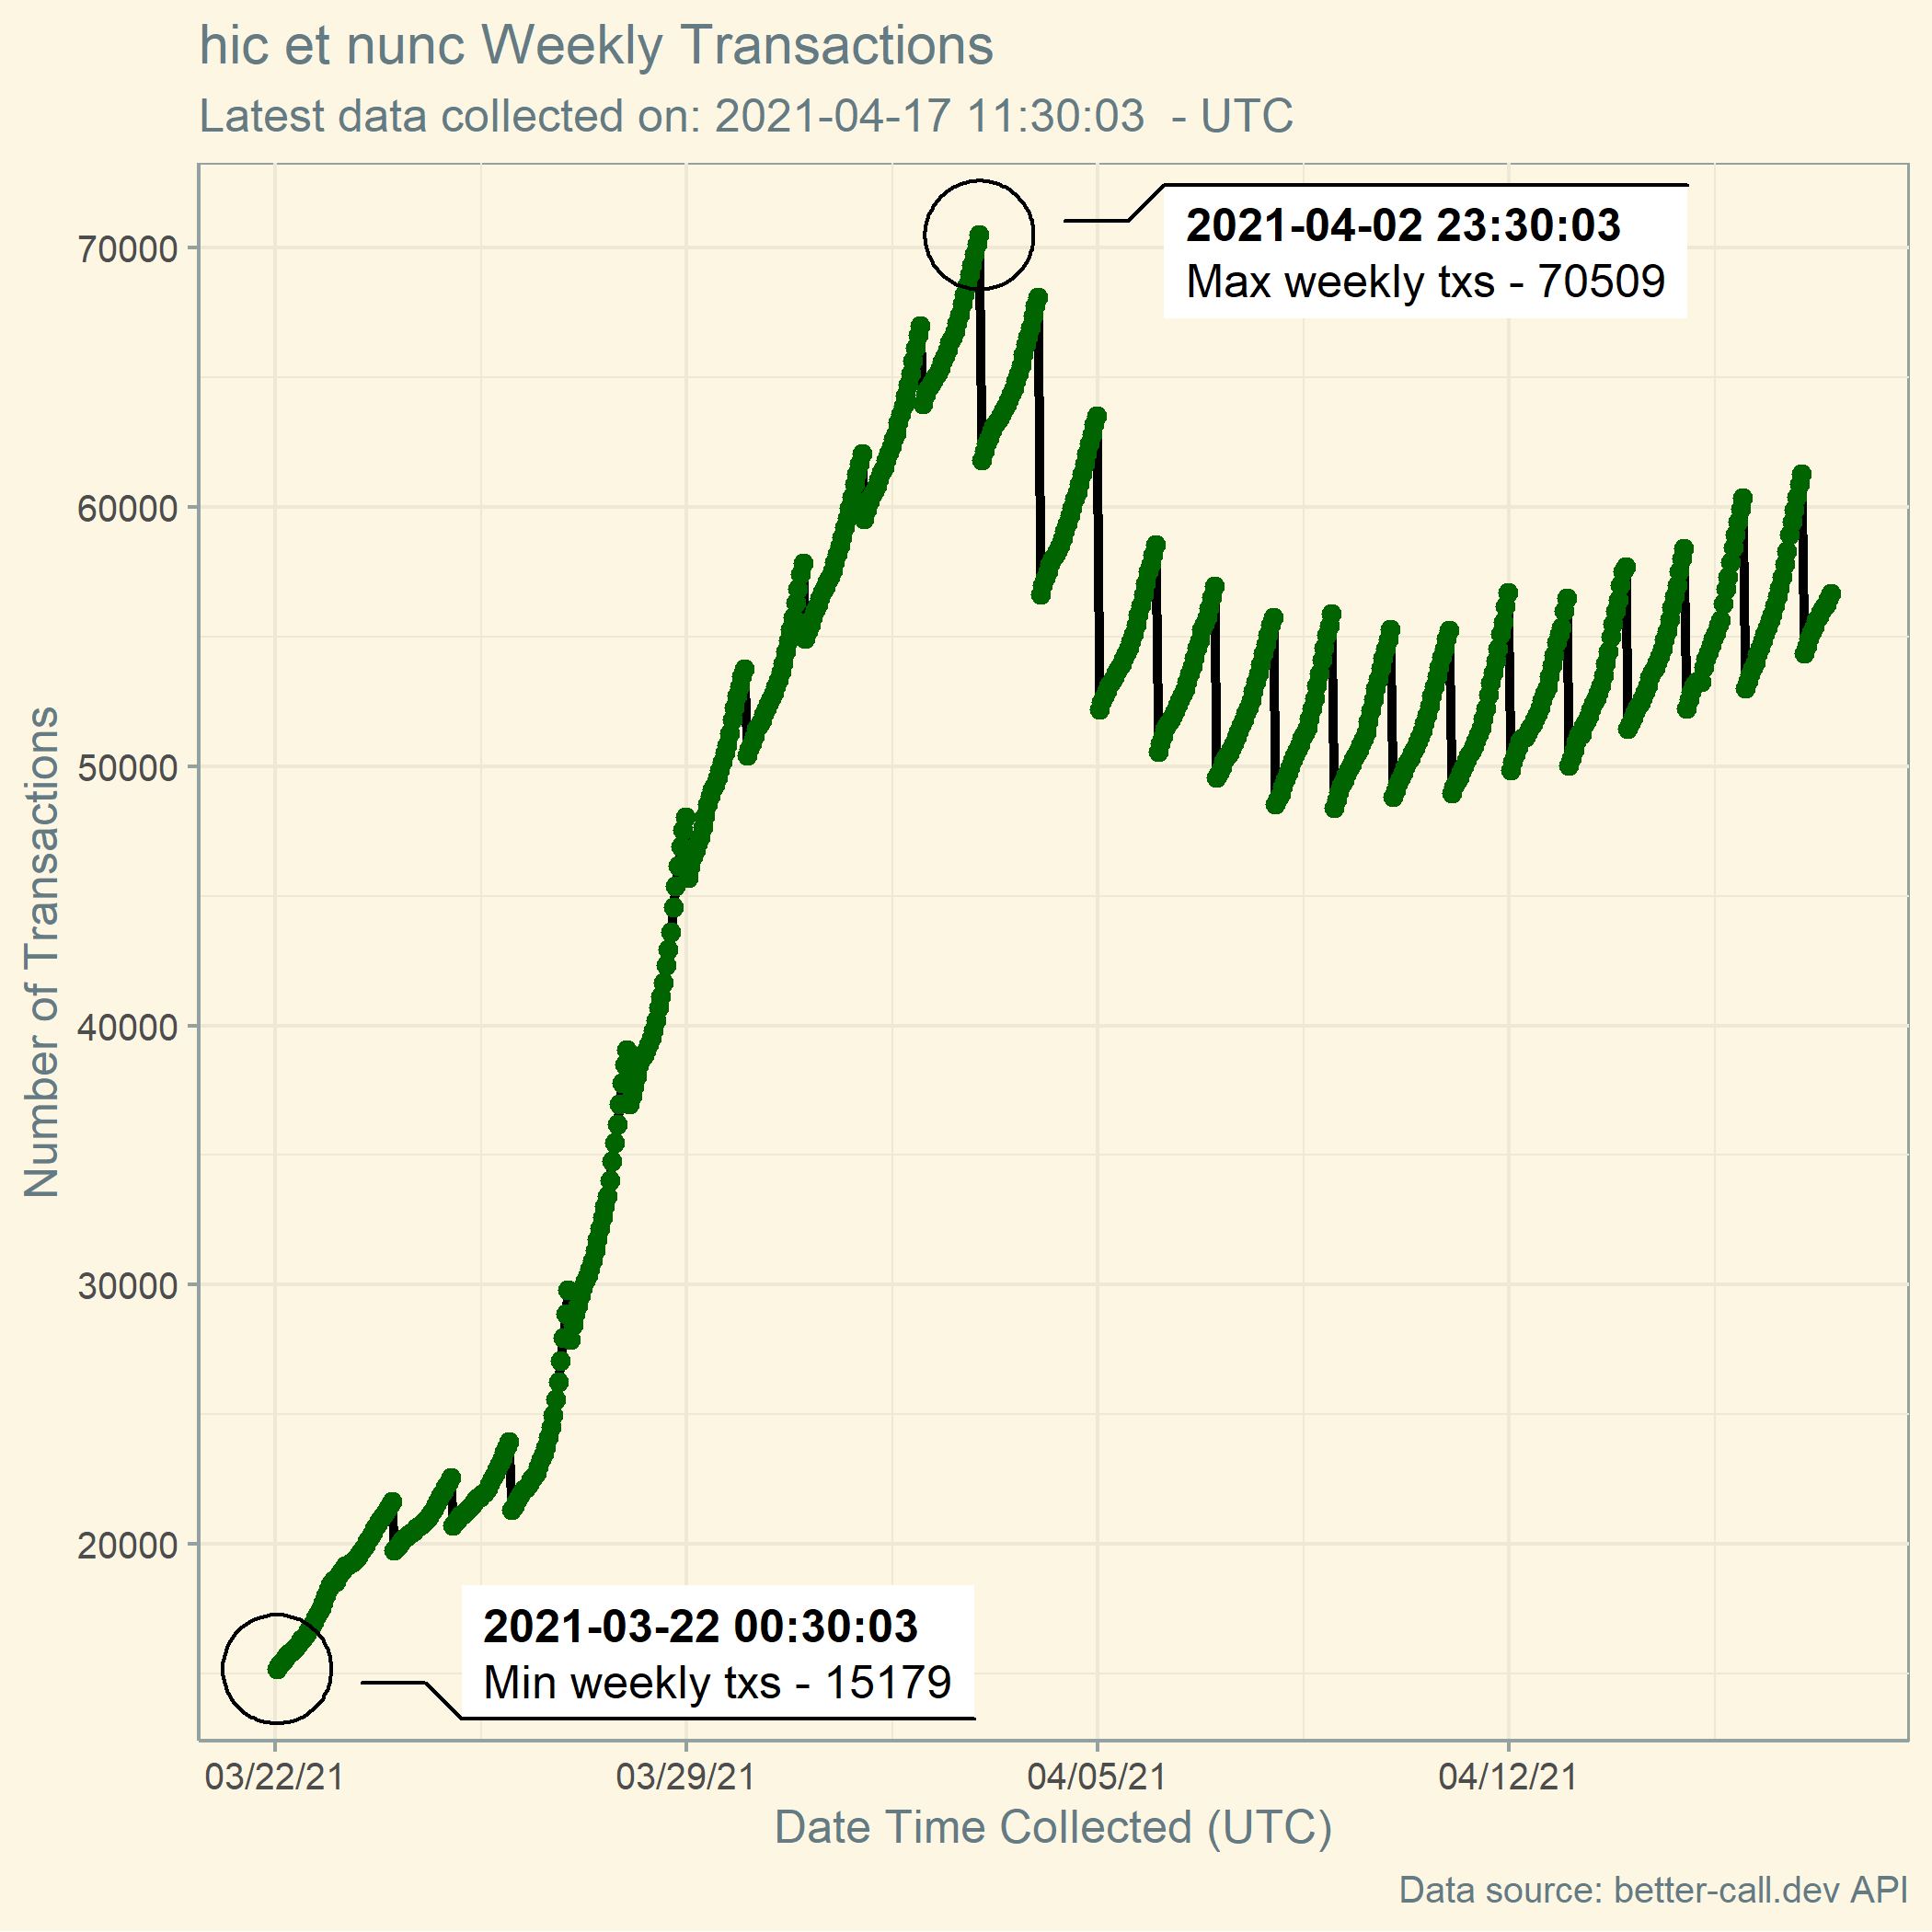 hic et nunc Weekly Transactions
Latest data collected on: 2021-04-17 11:30:03  - UTC
2021-04-02 23:30:03
Max weekly txs - 70509
70000
60000
50000
40000
30000
20000
Number of Transactions
2021-03-22 00:30:03
Min weekly txs - 15179
03/22/21 03/29/21 04/05/21 04/12/21
Date Time Collected (UTC)
Data source: better-call.dev API